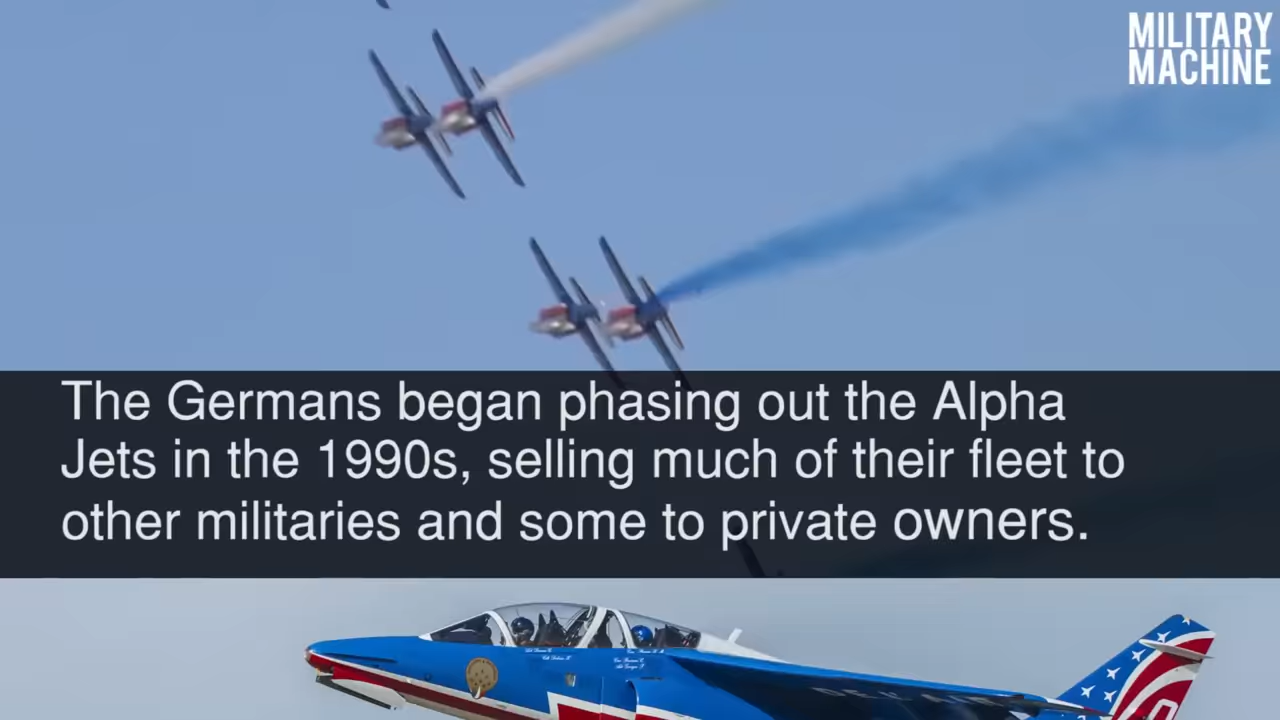 MILITARY
MACHINE
The Germans began phasing out the Alpha
Jets in the 1990s, selling much of their fleet to
other militaries and some to private owners.